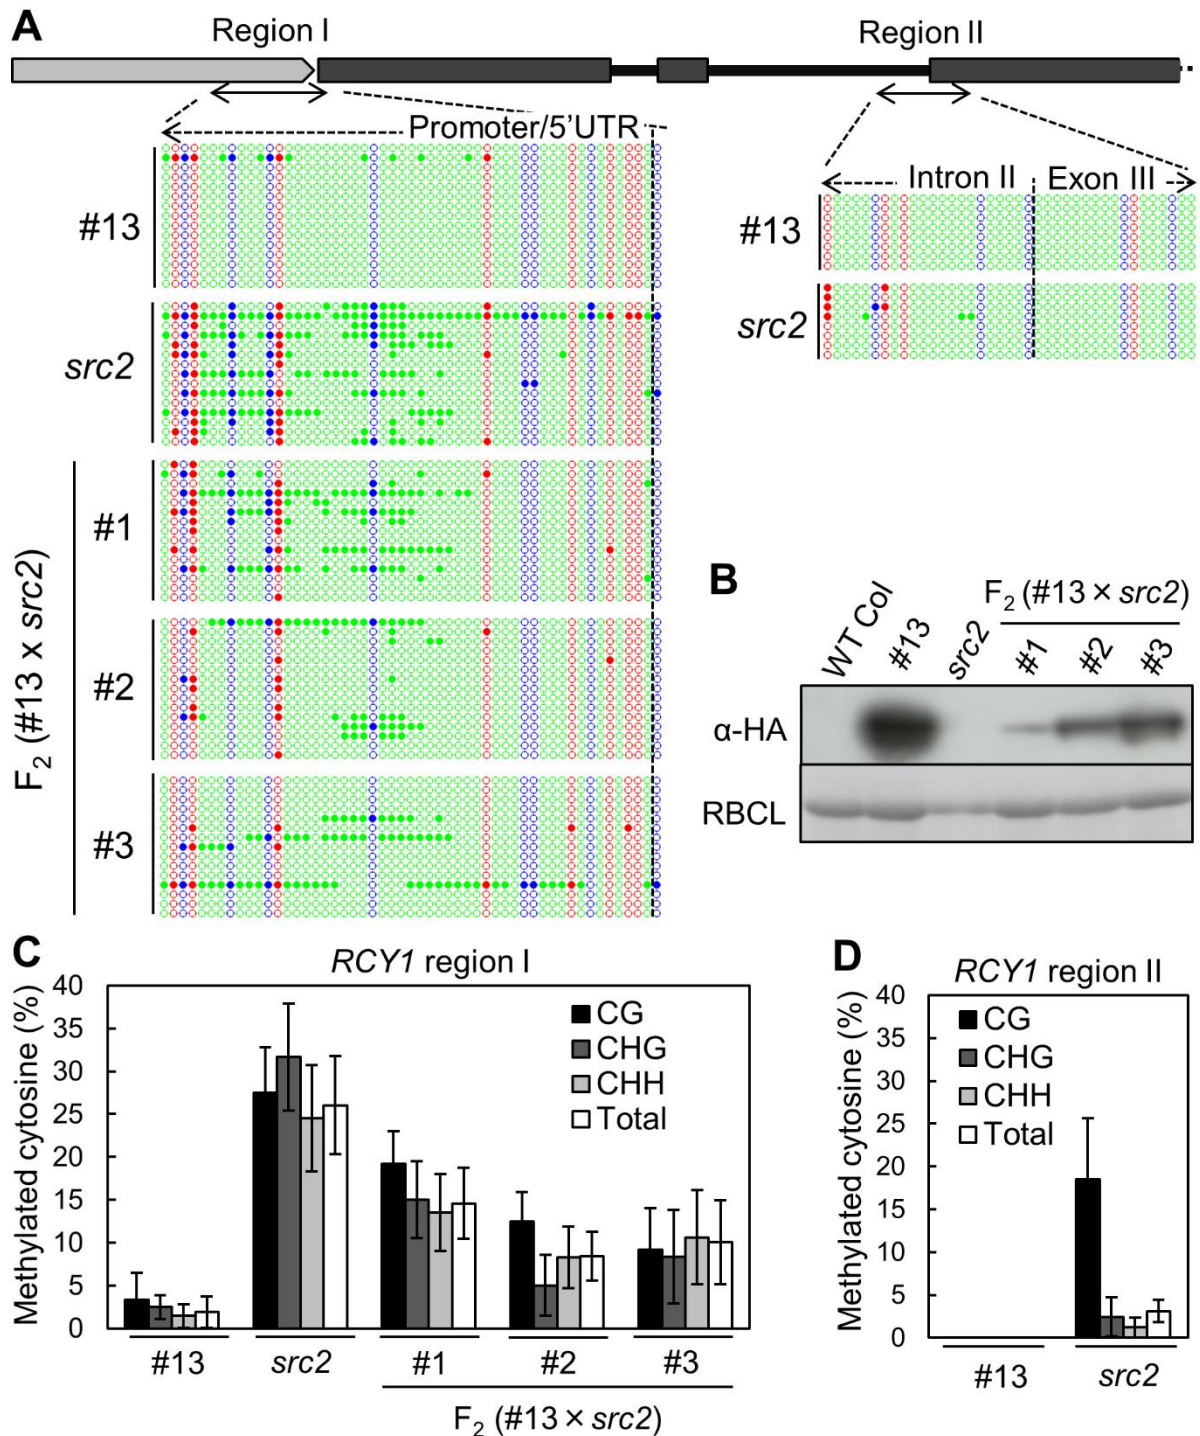 A
Region I
Region II
Promoter/5'UTR
Intron II
Exon III
#13
src2
#13
src2
F2 (#13 x src2)
#1
#2
#3
B
F2 (#13 × src2)
WT Col
#13
src2
#1
#2
#3
α-HA
RBCL
C
RCY1 region I
Methylated cytosine (%)
40
35
30
25
20
15
10
5
0
CG
CHG
CHH
Total
#13
src2
#1
#2
#3
F2 (#13 × src2)
D
RCY1 region II
Methylated cytosine (%)
40
35
30
25
20
15
10
5
0
CG
CHG
CHH
Total
#13
src2